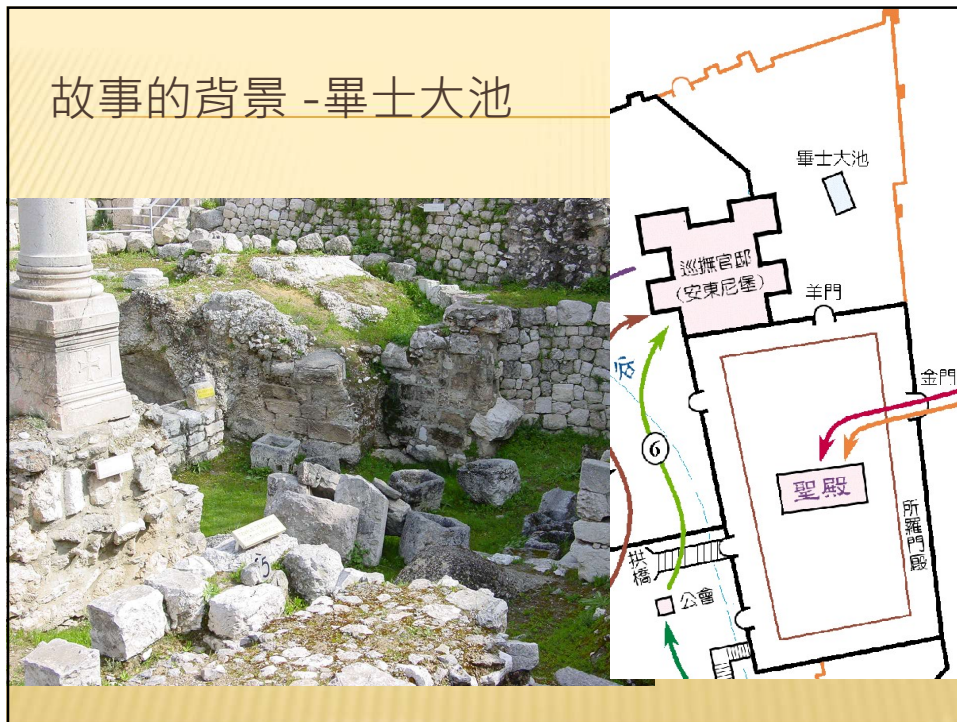 故事的背景 -畢士大池
畢士大池
巡撫官邸
(安東尼堡)
羊門
金門
谷
6
聖殿
所羅門殿
拱橋
公會